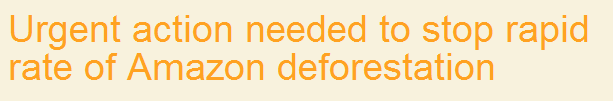 Urgent action needed to stop rapid
rate of Amazon deforestation